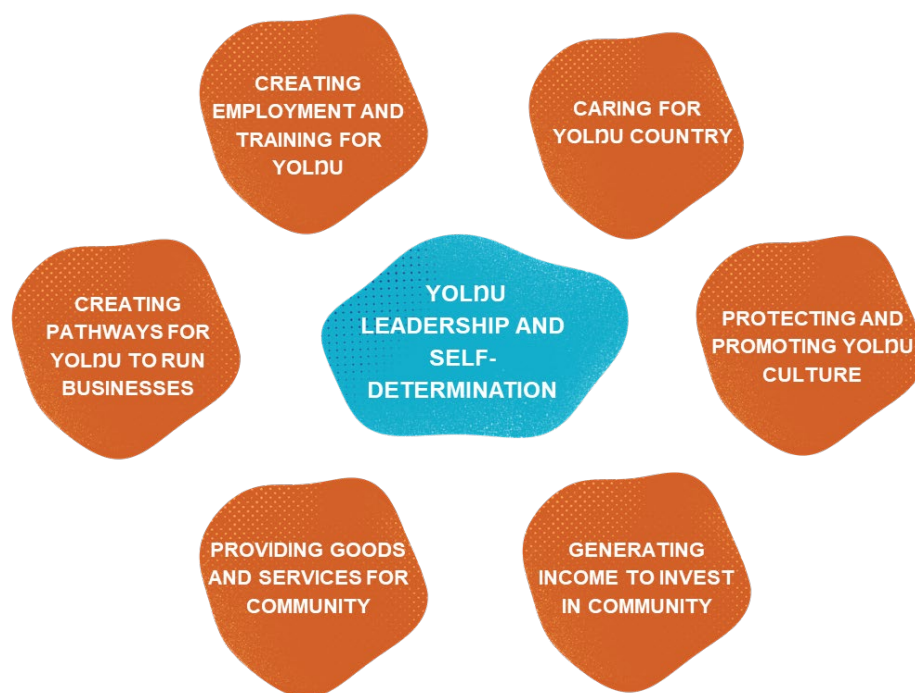 CREATING
EMPLOYMENT AND
TRAINING FOR
YOLŊU
CARING FOR
YOLŊU COUNTRY
CREATING
PATHWAYS FOR
YOLŊU TO RUN
BUSINESSES
YOLŊU
LEADERSHIP AND
SELF-
DETERMINATION
PROTECTING AND
PROMOTING YOLŊU
CULTURE
PROVIDING GOODS
AND SERVICES FOR
COMMUNITY
GENERATING
INCOME TO INVEST
IN COMMUNITY